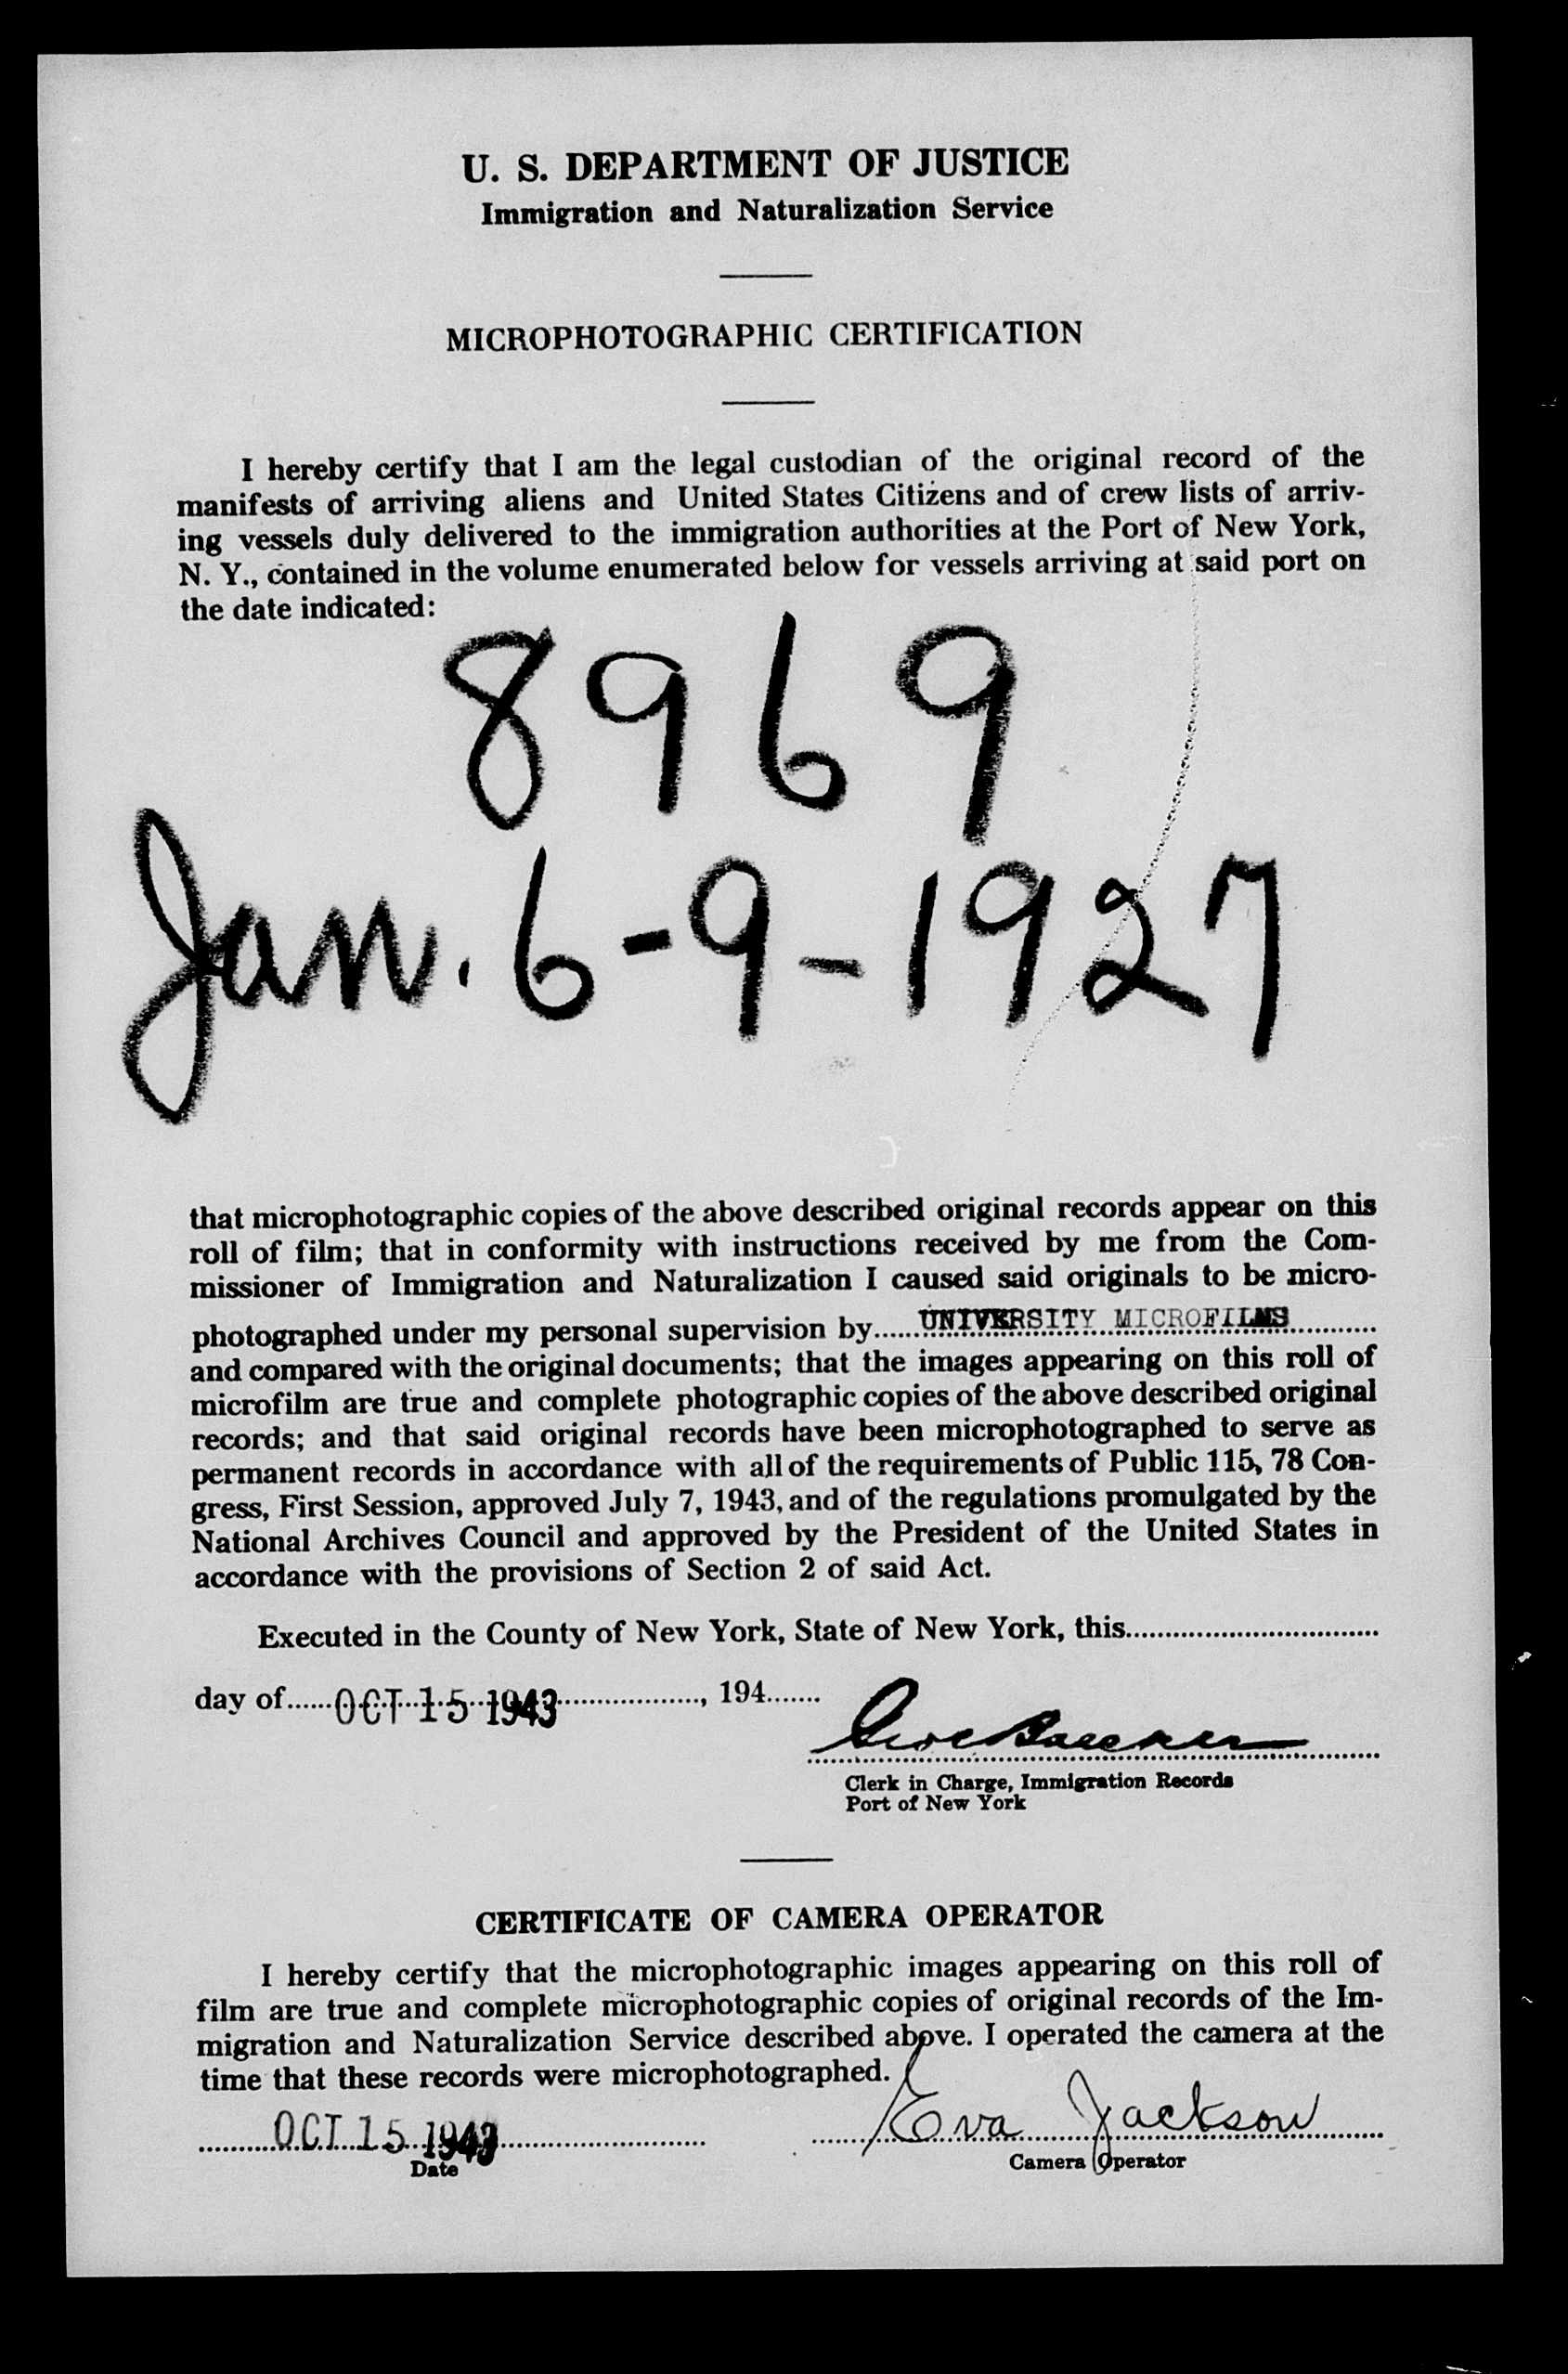 U. S. DEPARTMENT OF JUSTICE
Immigration and Naturalization Service
MICROPHOTOGRAPHIC CERTIFICATION
I hereby certify that I am the legal custodian of the original record of the
manifests of arriving aliens and United States Citizens and of crew lists of arriv-
ing vessels duly delivered to the immigration authorities at the Port of New York,
N. Y., contained in the volume enumerated below for vessels arriving at said port on
the date indicated:
8969
Jan. 6-9-1927
that microphotographic copies of the above described original records appear on this
roll of film; that in conformity with instructions received by me from the Com-
missioner of Immigration and Naturalization I caused said originals to be micro-
photographed under my personal supervision by......UNIVERSITY MICROFILMS............
and compared with the original documents; that the images appearing on this roll of
microfilm are true and complete photographic copies of the above described original
records; and that said original records have been microphotographed to serve as
permanent records in accordance with all of the requirements of Public 115, 78 Con-
gress, First Session, approved July 7, 1943, and of the regulations promulgated by the
National Archives Council and approved by the President of the United States in
accordance with the provisions of Section 2 of said Act.
Executed in the County of New York, State of New York, this................................
day of......OCT 15 1943..................., 194.......
Clerk in Charge, Immigration Records
Port of New York
CERTIFICATE OF CAMERA OPERATOR
I hereby certify that the microphotographic images appearing on this roll of
film are true and complete microphotographic copies of original records of the Im-
migration and Naturalization Service described above. I operated the camera at the
time that these records were microphotographed.
OCT 15 1943 Eva Jackson
Date Camera Operator